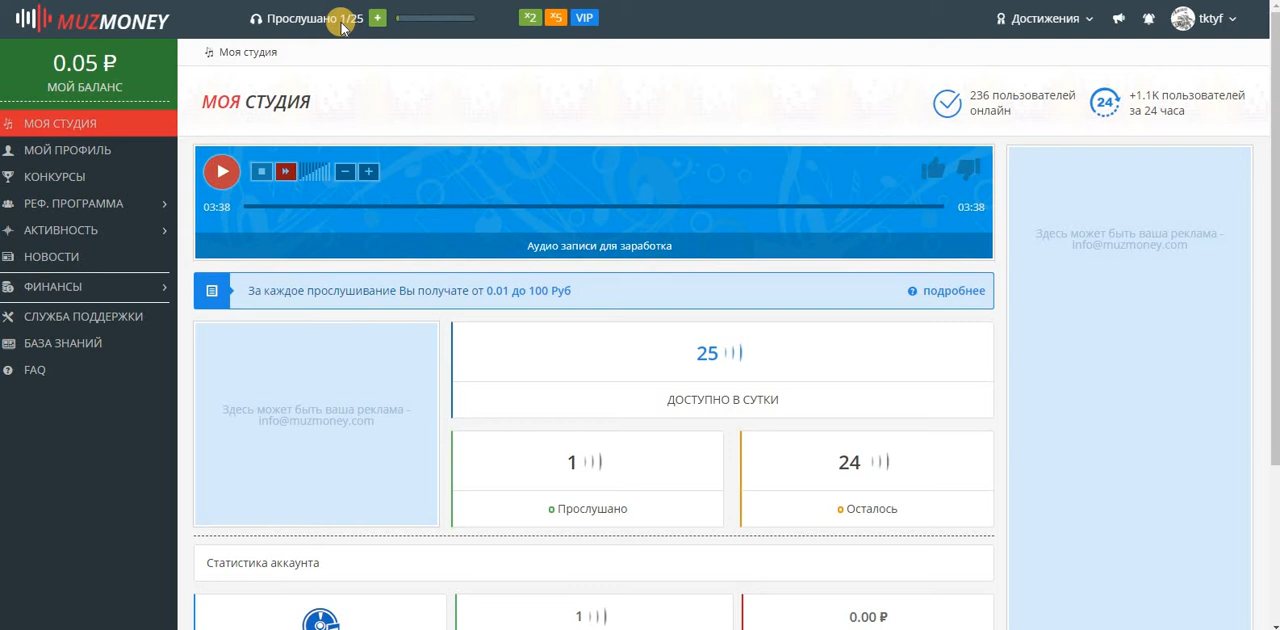 MUZMONEY
Прослушано 1/25 +
x2 x5 VIP
Достижения
tktyf
0.05 ₽
МОЙ БАЛАНС
МОЯ СТУДИЯ
МОЙ ПРОФИЛЬ
КОНКУРСЫ
РЕФ. ПРОГРАММА
АКТИВНОСТЬ
НОВОСТИ
ФИНАНСЫ
СЛУЖБА ПОДДЕРЖКИ
БАЗА ЗНАНИЙ
FAQ
Моя студия
МОЯ СТУДИЯ
236 пользователей
онлайн
24
+1.1K пользователей
за 24 часа
03:38
03:38
Аудио записи для заработка
За каждое прослушивание Вы получате от 0.01 до 100 Руб
подробнее
Здесь может быть ваша реклама -
info@muzmoney.com
25
ДОСТУПНО В СУТКИ
1
Прослушано
24
Осталось
Здесь может быть ваша реклама -
info@muzmoney.com
Статистика аккаунта
1
0.00 ₽